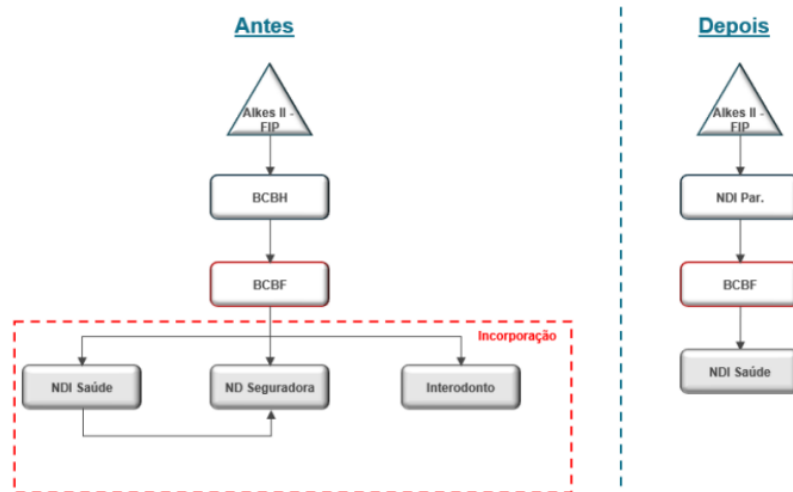 Antes
Depois
Alkes II -
FIP
Alkes II -
FIP
BCBH
NDI Par.
BCBF
BCBF
Incorporação
NDI Saúde
ND Seguradora
Interodonto
NDI Saúde